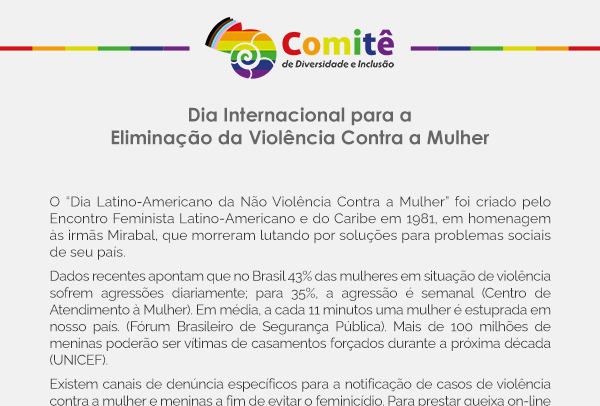 Comitê
de Diversidade e Inclusão
Dia Internacional para a
Eliminação da Violência Contra a Mulher
O “Dia Latino-Americano da Não Violência Contra a Mulher” foi criado pelo
Encontro Feminista Latino-Americano e do Caribe em 1981, em homenagem
às irmãs Mirabal, que morreram lutando por soluções para problemas sociais
de seu país.
Dados recentes apontam que no Brasil 43% das mulheres em situação de violência
sofrem agressões diariamente; para 35%, a agressão é semanal (Centro de
Atendimento à Mulher). Em média, a cada 11 minutos uma mulher é estuprada em
nosso país. (Fórum Brasileiro de Segurança Pública). Mais de 100 milhões de
meninas poderão ser vítimas de casamentos forçados durante a próxima década
(UNICEF).
Existem canais de denúncia específicos para a notificação de casos de violência
contra a mulher e meninas a fim de evitar o feminicídio. Para prestar queixa on-line